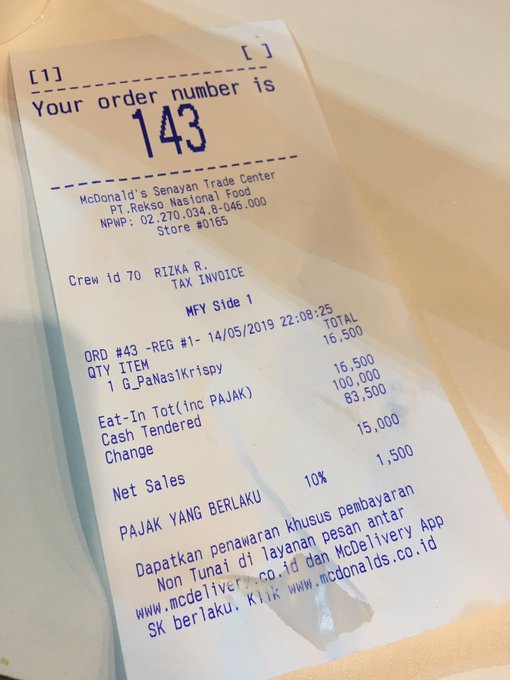 [1] [ ]
Your order number is
143
McDonald's Senayan Trade Center
PT.Rekso Nasional Food
NPWP: 02.270.034.8-046.000
Store #0165
Crew id 70 RIZKA R.
TAX INVOICE
MFY Side 1
ORD #43 -REG #1- 14/05/2019 22:08:25
QTY ITEM TOTAL
1 G_PaNas1Krispy 16,500
Eat-In Tot(inc PAJAK) 16,500
Cash Tendered 100,000
Change 83,500
Net Sales 15,000
PAJAK YANG BERLAKU 10% 1,500
Dapatkan penawaran khusus pembayaran
Non Tunai di layanan pesan antar
www.mcdelivery.co.id dan McDelivery App
SK berlaku. Klik www.mcdonalds.co.id